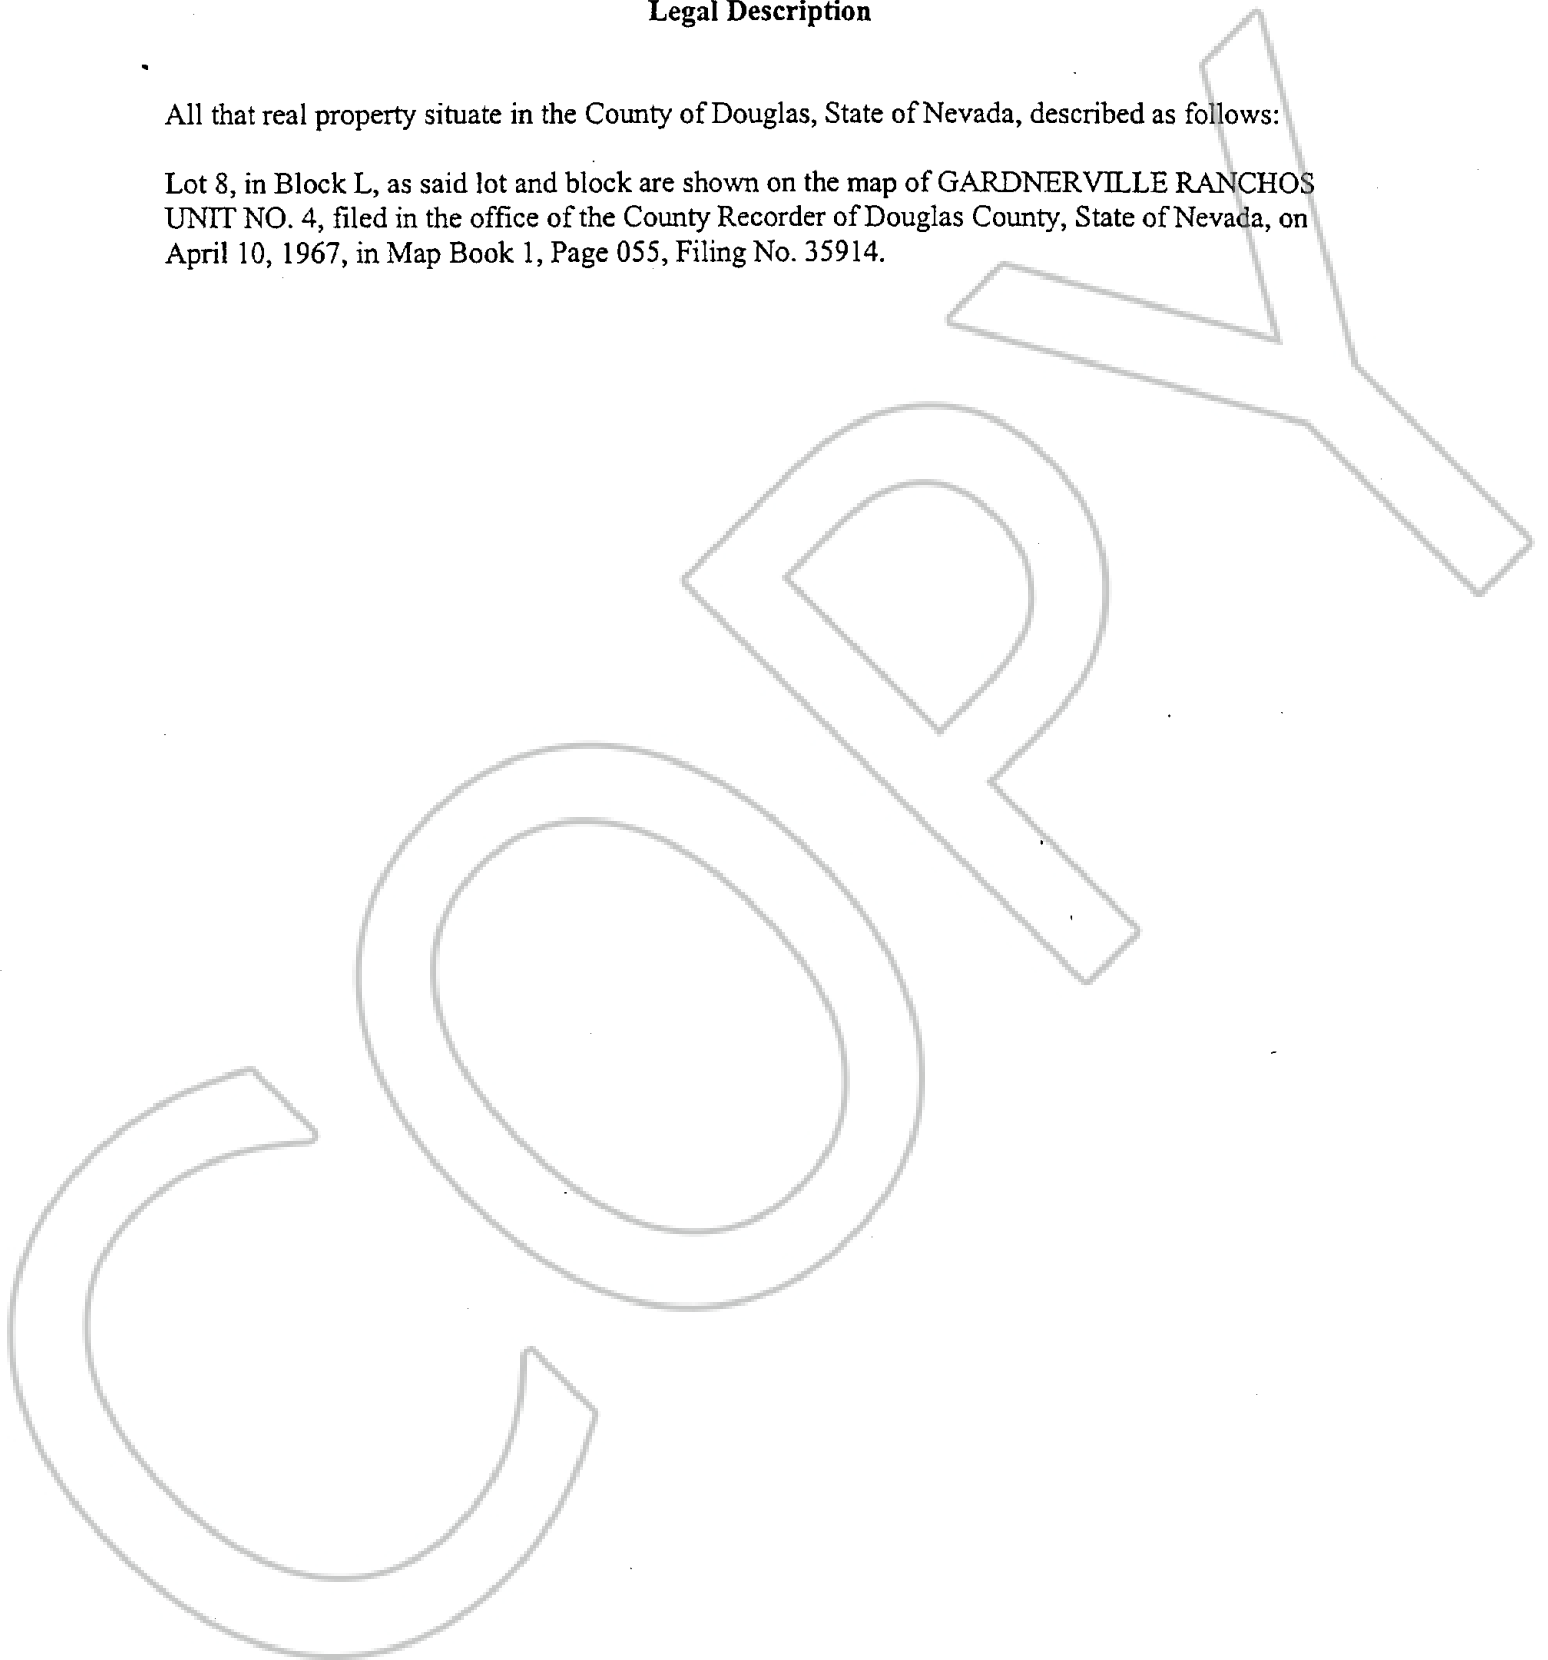 Legal Description
All that real property situate in the County of Douglas, State of Nevada, described as follows:
Lot 8, in Block L, as said lot and block are shown on the map of GARDNERVILLE RANCHOS
UNIT NO. 4, filed in the office of the County Recorder of Douglas County, State of Nevada, on
April 10, 1967, in Map Book 1, Page 055, Filing No. 35914.
COPY